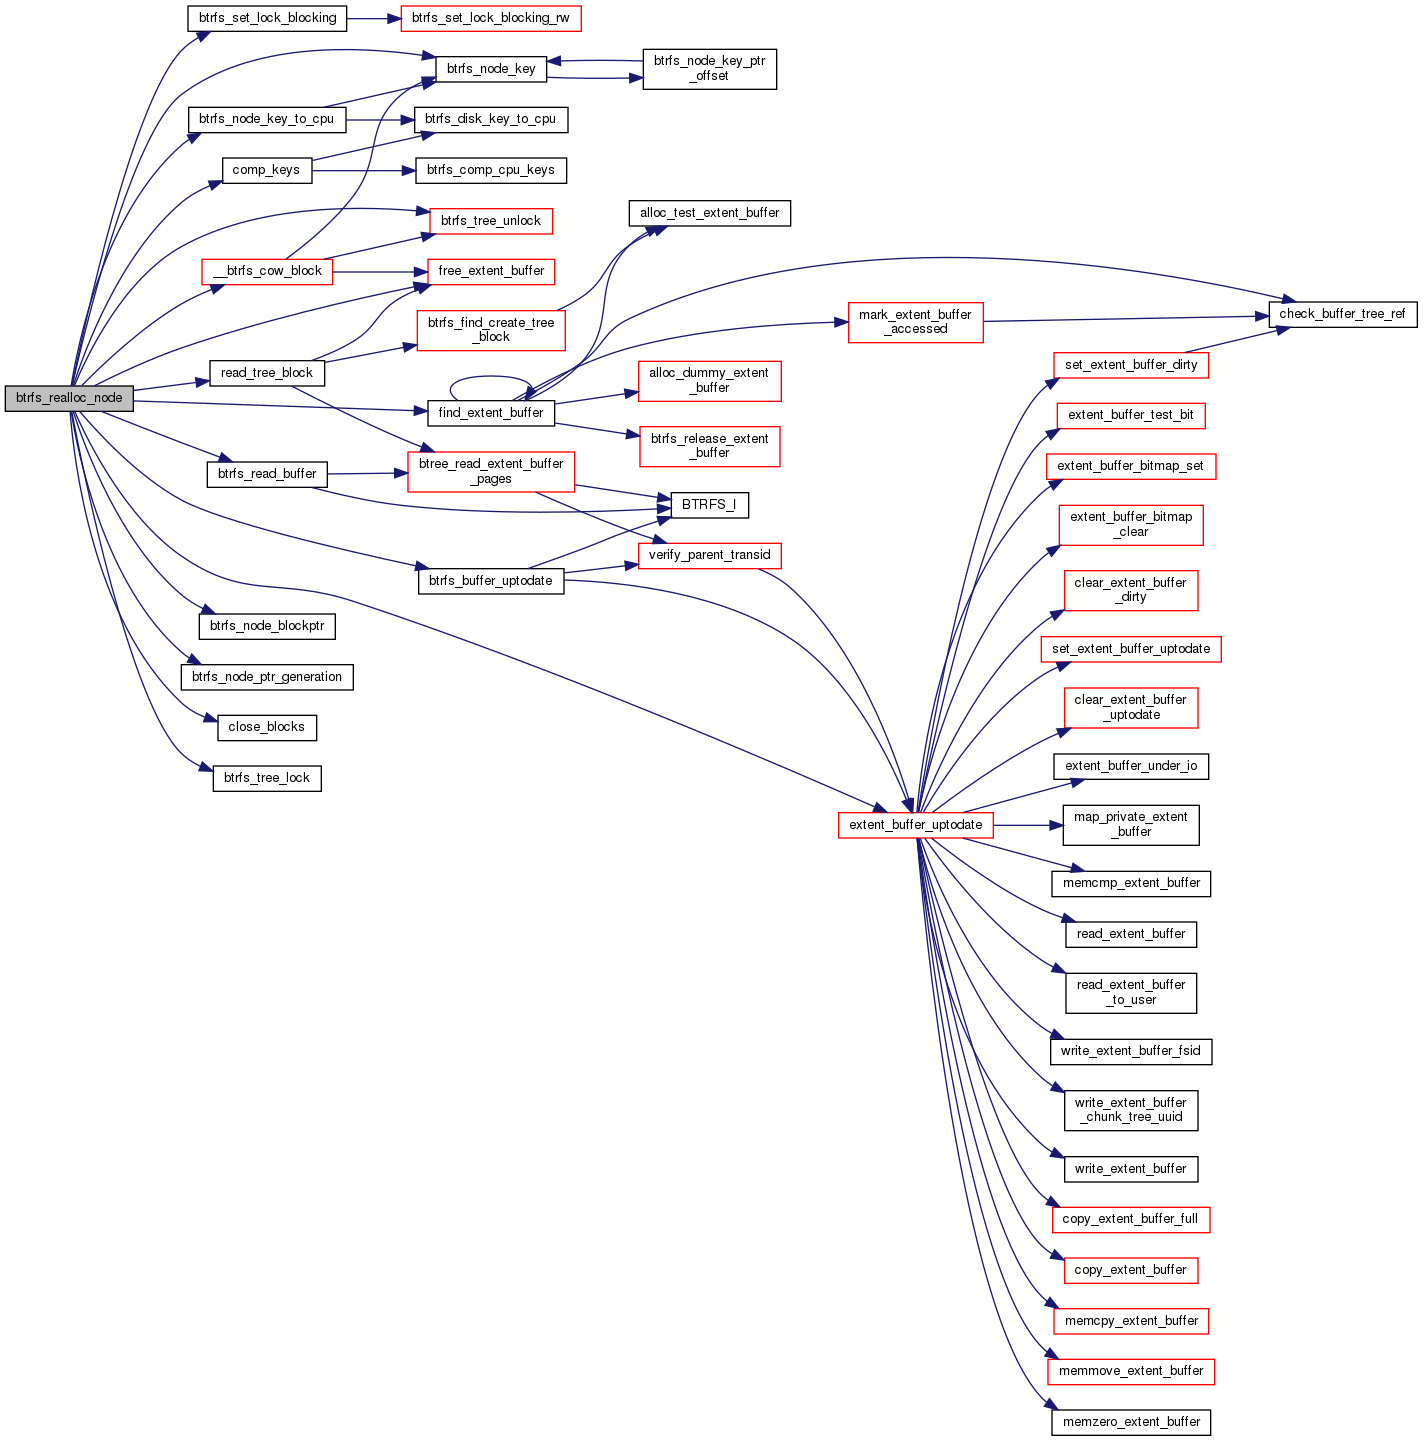 btrfs_set_lock_blocking
btrfs_set_lock_blocking_rw
btrfs_node_key
btrfs_node_key_ptr
_offset
btrfs_node_key_to_cpu
btrfs_disk_key_to_cpu
comp_keys
btrfs_comp_cpu_keys
alloc_test_extent_buffer
btrfs_tree_unlock
__btrfs_cow_block
free_extent_buffer
btrfs_find_create_tree
_block
mark_extent_buffer
_accessed
check_buffer_tree_ref
set_extent_buffer_dirty
read_tree_block
btrfs_realloc_node
find_extent_buffer
alloc_dummy_extent
_buffer
extent_buffer_test_bit
btrfs_release_extent
_buffer
btrfs_read_buffer
btree_read_extent_buffer
_pages
extent_buffer_bitmap_set
BTRFS_I
extent_buffer_bitmap
_clear
verify_parent_transid
btrfs_buffer_uptodate
clear_extent_buffer
_dirty
btrfs_node_blockptr
set_extent_buffer_uptodate
btrfs_node_ptr_generation
clear_extent_buffer
_uptodate
close_blocks
extent_buffer_under_io
btrfs_tree_lock
extent_buffer_uptodate
map_private_extent
_buffer
memcmp_extent_buffer
read_extent_buffer
read_extent_buffer
_to_user
write_extent_buffer_fsid
write_extent_buffer
_chunk_tree_uuid
write_extent_buffer
copy_extent_buffer_full
copy_extent_buffer
memcpy_extent_buffer
memmove_extent_buffer
memzero_extent_buffer